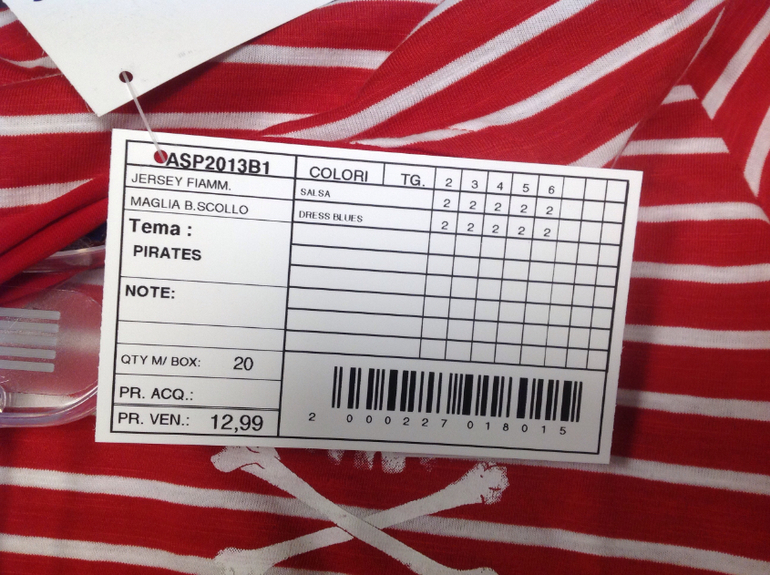 ASP2013B1
JERSEY FIAMM.
MAGLIA B.SCOLLO
Tema :
PIRATES
NOTE:
QTY M/ BOX: 20
PR. ACQ.:
PR. VEN.: 12,99
COLORI TG. 2 3 4 5 6
SALSA 2 2 2 2 2
DRESS BLUES 2 2 2 2 2
2 000227 018015